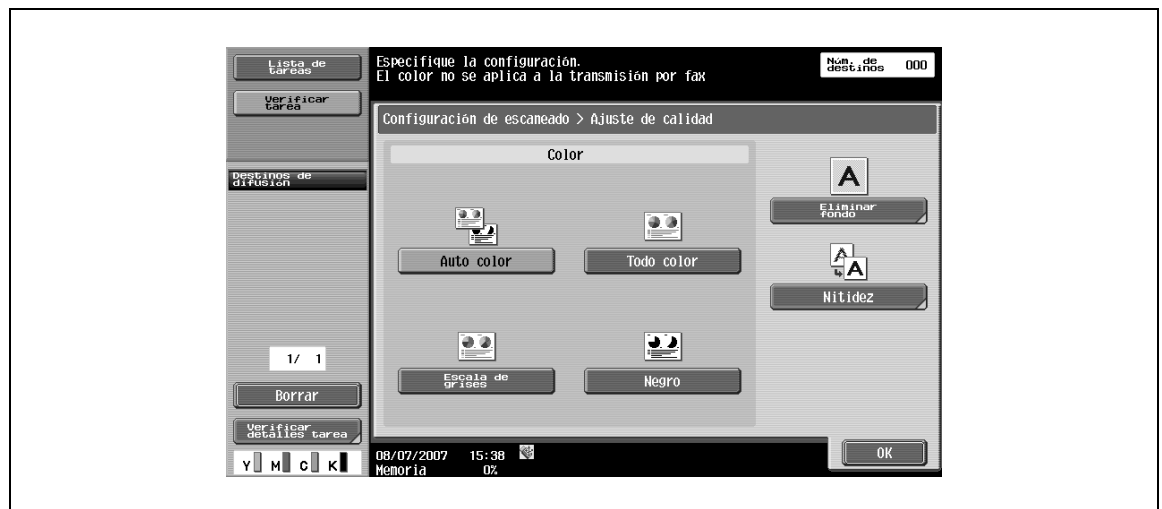 Lista de
tareas
Verificar
tarea
Destinos de
difusión
1/ 1
Borrar
Verificar
detalles tarea
Y M C K
Especifique la configuración.
El color no se aplica a la transmisión por fax
Núm. de
destinos 000
Configuración de escaneado > Ajuste de calidad
Color
Auto color
Todo color
Escala de
grises
Negro
A
Eliminar
fondo
A
A
Nitidez
08/07/2007 15:38
Memoria 0%
OK